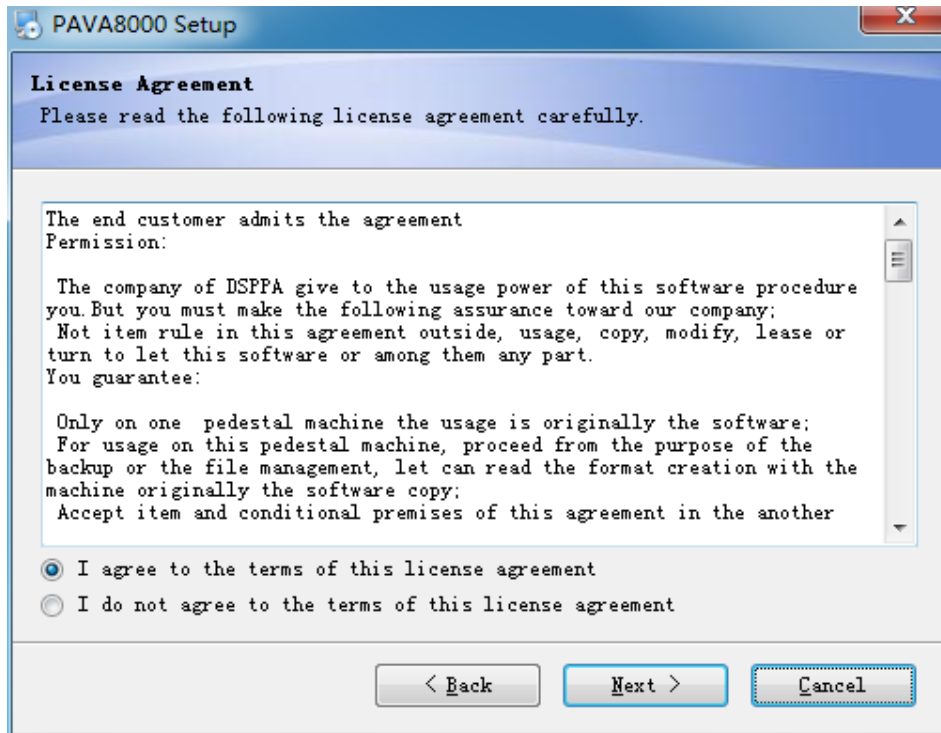 PAVA8000 Setup
License Agreement
Please read the following license agreement carefully.
The end customer admits the agreement
Permission:
The company of DSPPA give to the usage power of this software procedure
you.But you must make the following assurance toward our company;
Not item rule in this agreement outside, usage, copy, modify, lease or
turn to let this software or among them any part.
You guarantee:
Only on one  pedestal machine the usage is originally the software;
For usage on this pedestal machine, proceed from the purpose of the
backup or the file management, let can read the format creation with the
machine originally the software copy;
Accept item and conditional premises of this agreement in the another
I agree to the terms of this license agreement
I do not agree to the terms of this license agreement
< Back
Next >
Cancel